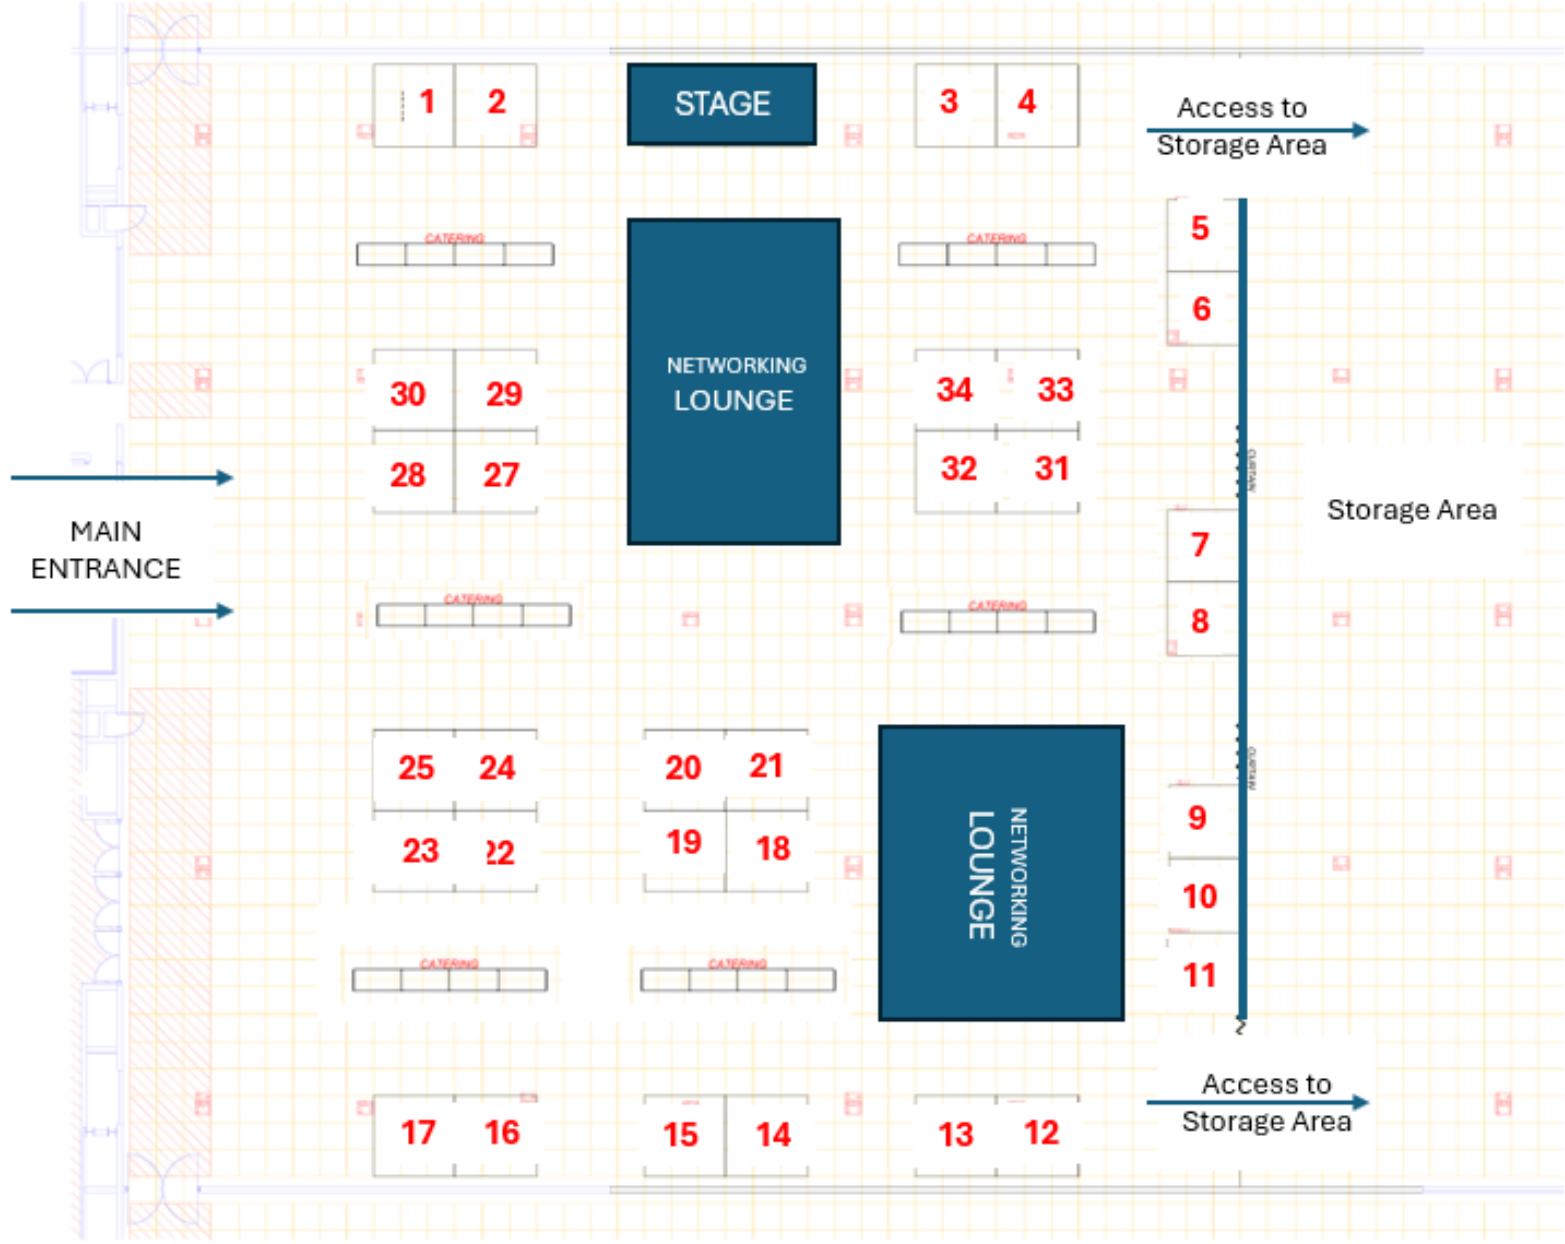 1 2
STAGE
3 4
Access to
Storage Area
CATERING
CATERING
5
6
NETWORKING
LOUNGE
30 29
28 27
34 33
32 31
CURTAIN
7
8
Storage Area
MAIN
ENTRANCE
CATERING
CATERING
25 24
23 22
20 21
19 18
NETWORKING
LOUNGE
CURTAIN
9
10
11
CATERING
CATERING
17 16
15 14
13 12
Access to
Storage Area